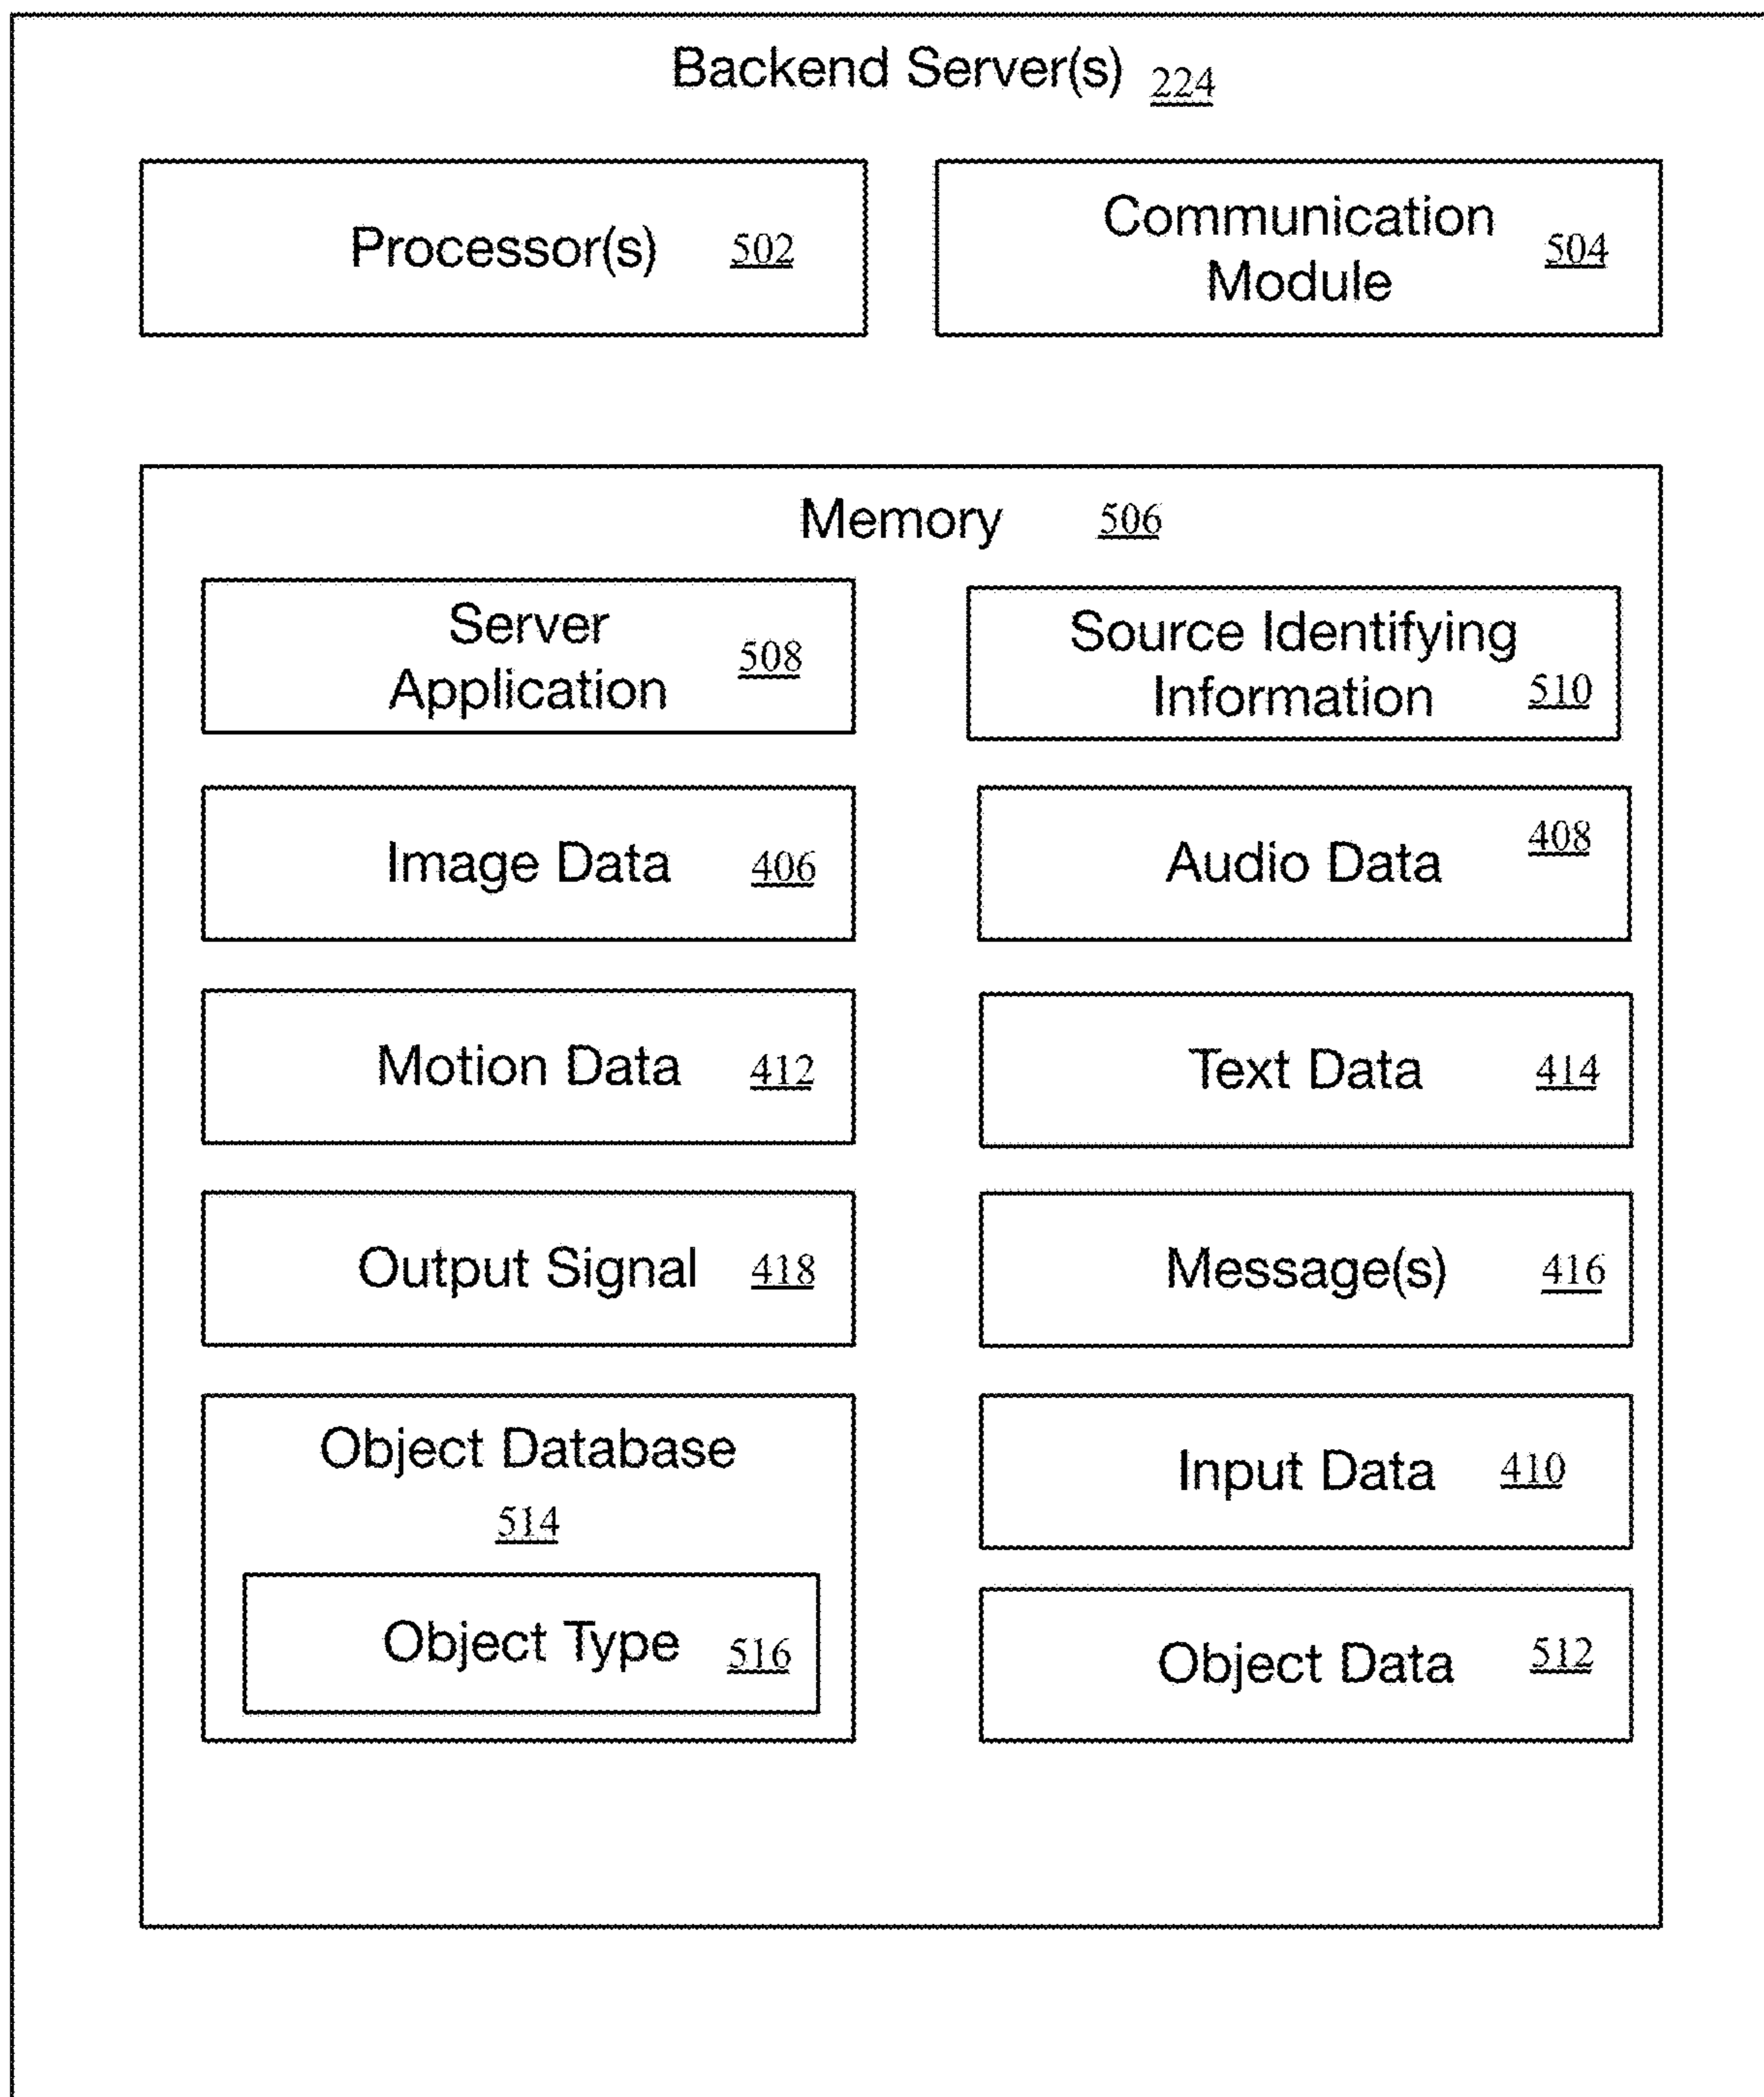 Backend Server(s) 224
Processor(s) 502
Communication
Module 504
Memory 506
Server
Application 508
Source Identifying
Information 510
Image Data 406
Audio Data 408
Motion Data 412
Text Data 414
Output Signal 418
Message(s) 416
Object Database
514
Object Type 516
Input Data 410
Object Data 512